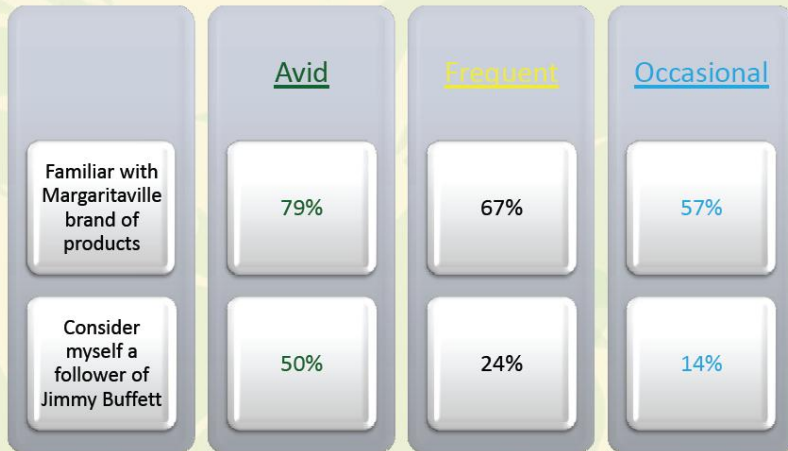 Avid
Frequent
Occasional
Familiar with
Margaritaville
brand of
products
79%
67%
57%
Consider
myself a
follower of
Jimmy Buffett
50%
24%
14%